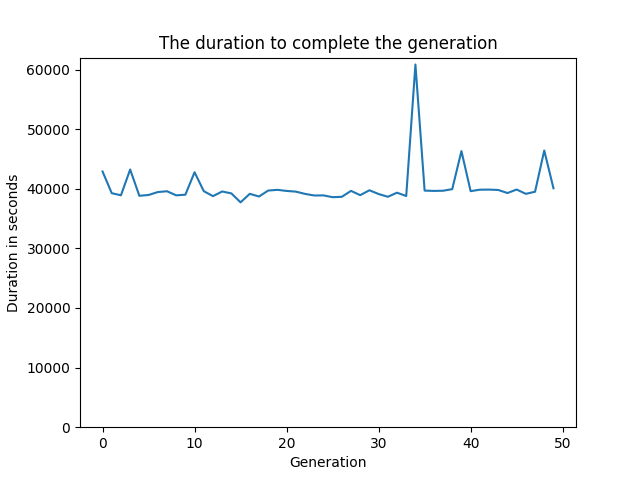 The duration to complete the generation
60000
50000
40000
30000
20000
10000
0
Duration in seconds
0 10 20 30 40 50
Generation